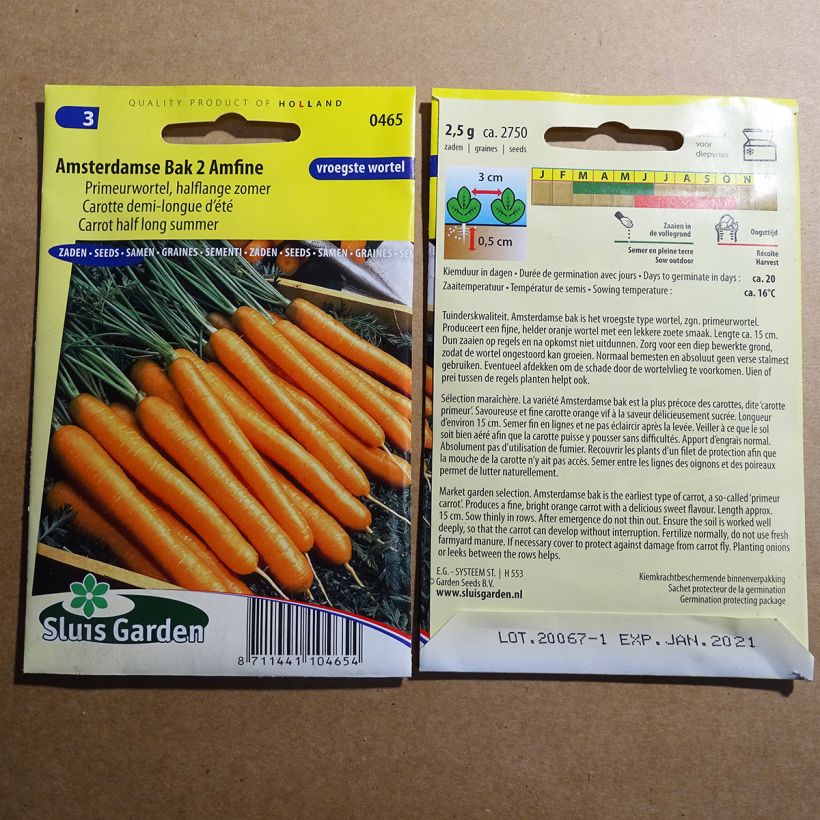 QUALITY PRODUCT OF HOLLAND
3
0465
Amsterdamse Bak 2 Amfine
vroegste wortel
Primeurwortel, halflange zomer
Carotte demi-longue d'été
Carrot half long summer
ZADEN • SEEDS • SAMEN • GRAINES • SEMENTI • ZADEN • SEEDS • SAMEN • GRAINES • SEM
Sluis Garden
8 711441 104654
2,5 g ca. 2750
zaden | graines | seeds
voor
diepvries
J F M A M J J A S O N
3 cm
0,5 cm
Zaaien in
de vollegrond
Semer en pleine terre
Sow outdoor
Oogsttijd
Récolte
Harvest
Kiemduur in dagen • Durée de germination avec jours • Days to germinate in days : ca. 20
Zaaitemperatuur • Températur de semis • Sowing temperature : ca. 16°C
Tuinderskwaliteit. Amsterdamse bak is het vroegste type wortel, zgn. primeurwortel.
Produceert een fijne, helder oranje wortel met een lekkere zoete smaak. Lengte ca. 15 cm.
Dun zaaien op regels en na opkomst niet uitdunnen. Zorg voor een diep bewerkte grond,
zodat de wortel ongestoord kan groeien. Normaal bemesten en absoluut geen verse stalmest
gebruiken. Eventueel afdekken om de schade door de wortelvlieg te voorkomen. Uien of
prei tussen de regels planten helpt ook.
Sélection maraîchère. La variété Amsterdamse bak est la plus précoce des carottes, dite 'carotte
primeur'. Savoureuse et fine carotte orange vif à la saveur délicieusement sucrée. Longueur
d'environ 15 cm. Semer fin en lignes et ne pas éclaircir après la levée. Veiller à ce que le sol
soit bien aéré afin que la carotte puisse y pousser sans difficultés. Apport d'engrais normal.
Absolument pas d'utilisation de fumier. Recouvrir les plants d'un filet de protection afin que
la mouche de la carotte n'y ait pas accès. Semer entre les lignes des oignons et des poireaux
permet de lutter naturellement.
Market garden selection. Amsterdamse bak is the earliest type of carrot, a so-called 'primeur
carrot'. Produces a fine, bright orange carrot with a delicious sweet flavour. Length approx.
15 cm. Sow thinly in rows. After emergence do not thin out. Ensure the soil is worked well
deeply, so that the carrot can develop without interruption. Fertilize normally, do not use fresh
farmyard manure. If necessary cover to protect against damage from carrot fly. Planting onions
or leeks between the rows helps.
E.G. - SYSTEEM ST. | H 553
© Garden Seeds B.V.
www.sluisgarden.nl
Kiemkrachtbeschermende binnenverpakking
Sachet protecteur de la germination
Germination protecting package
LOT.20067-1 EXP.JAN.2021